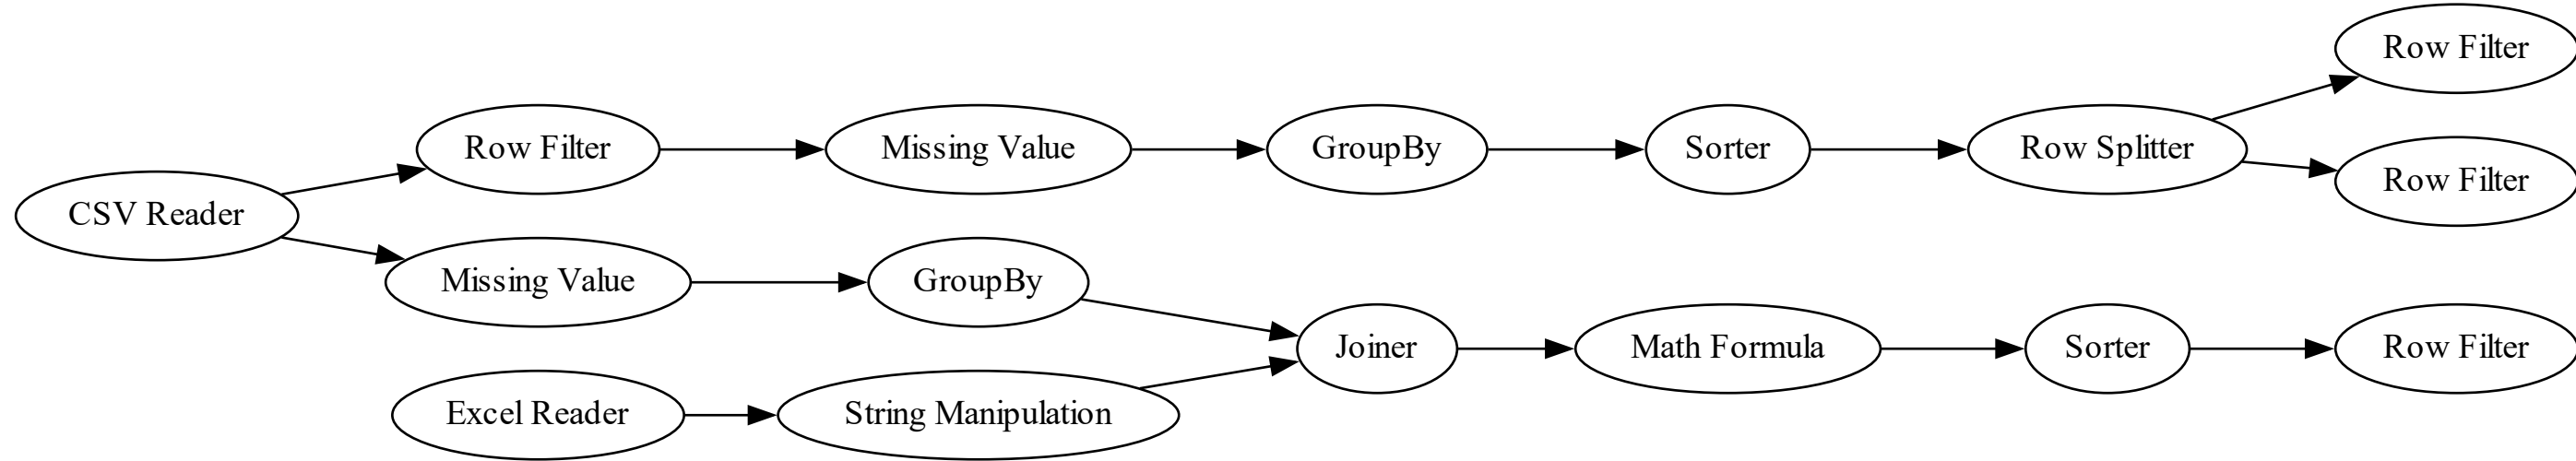 Row Filter
Row Filter
Missing Value
GroupBy
Sorter
Row Splitter
Row Filter
CSV Reader
Missing Value
GroupBy
Joiner
Math Formula
Sorter
Row Filter
Excel Reader
String Manipulation